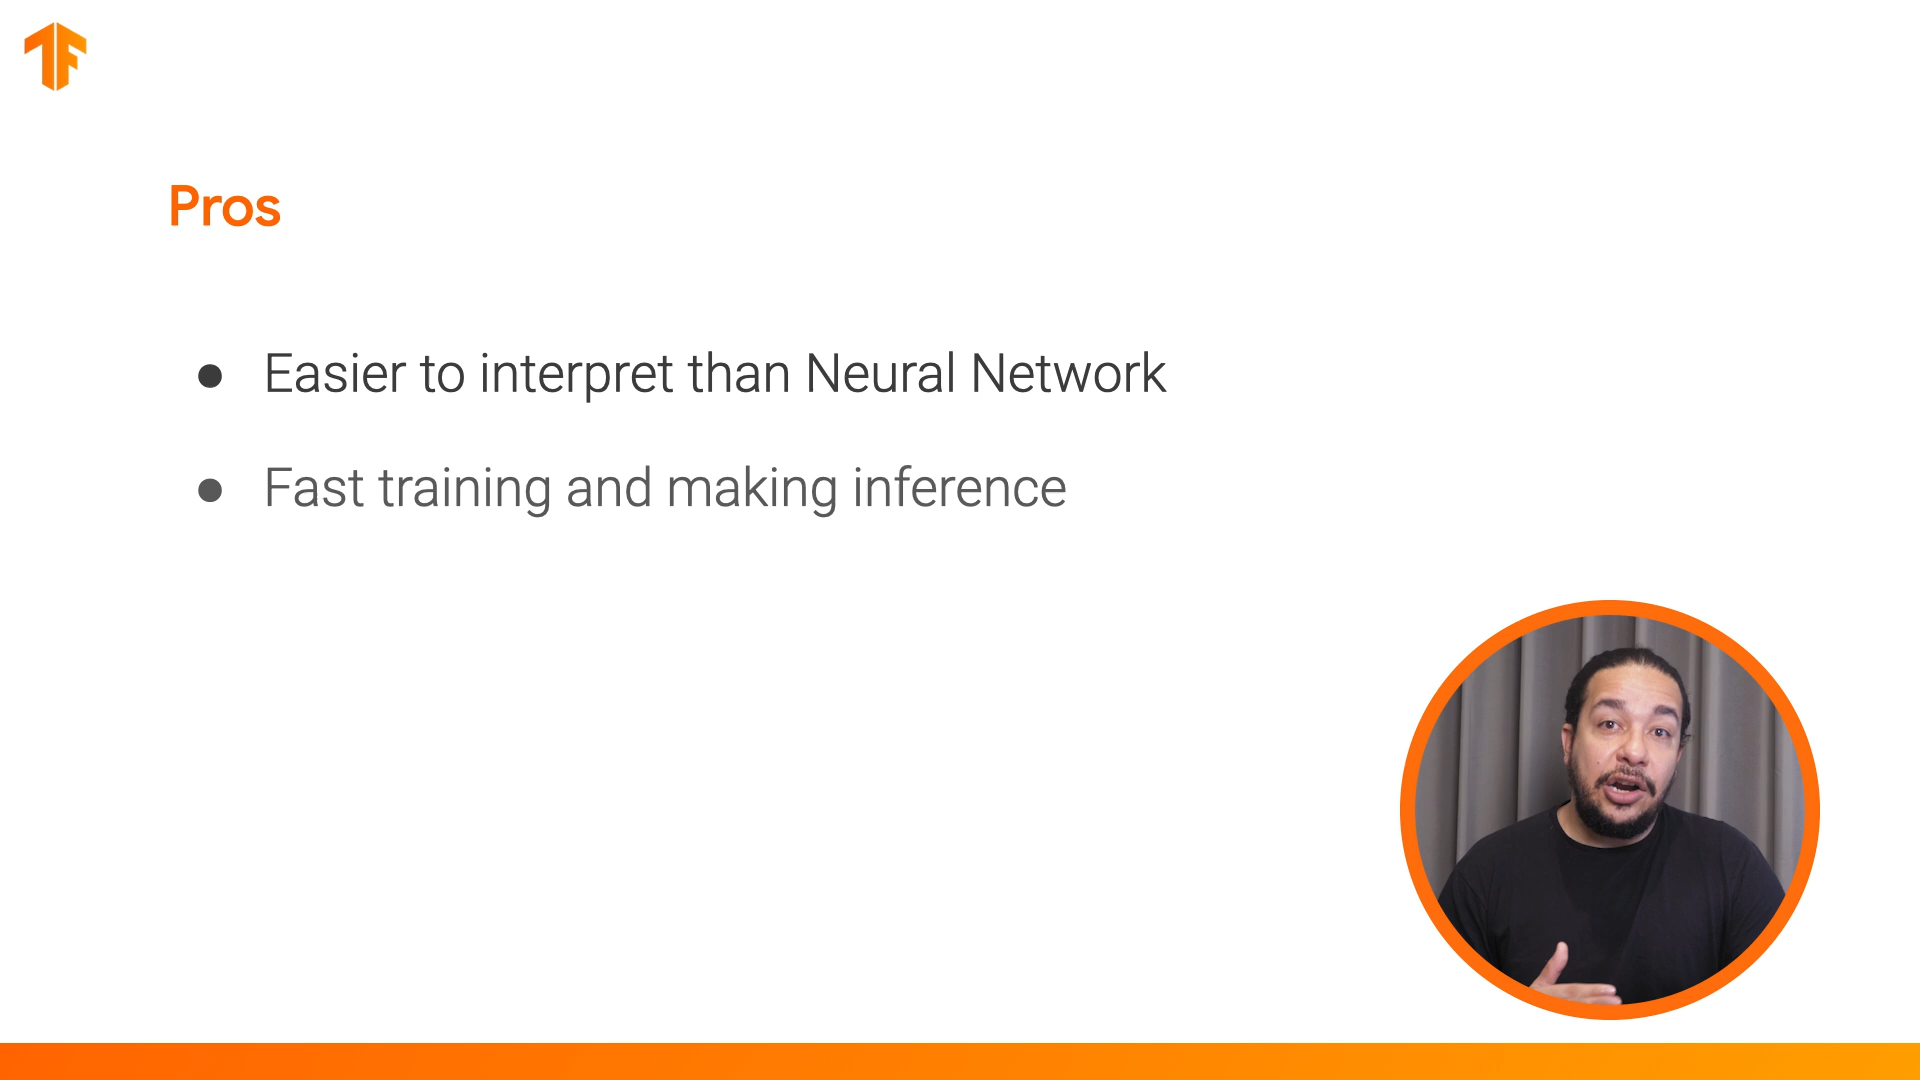 Pros
● Easier to interpret than Neural Network
● Fast training and making inference